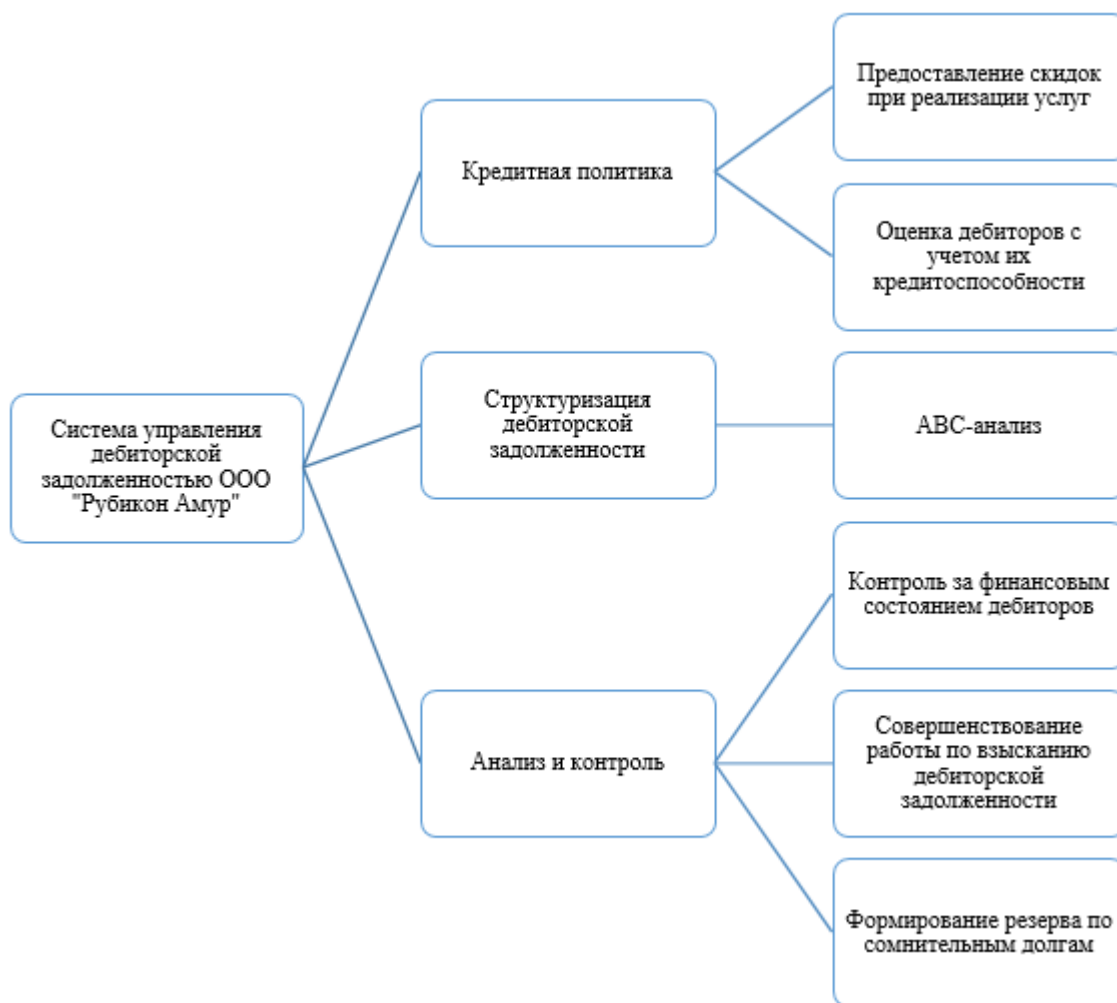 Предоставление скидок
при реализации услуг
Кредитная политика
Оценка дебиторов с
учетом их
кредитоспособности
Система управления
дебиторской
задолженностью ООО
"Рубикон Амур"
Структуризация
дебиторской
задолженности
АВС-анализ
Контроль за финансовым
состоянием дебиторов
Анализ и контроль
Совершенствование
работы по взысканию
дебиторской
задолженности
Формирование резерва по
сомнительным долгам